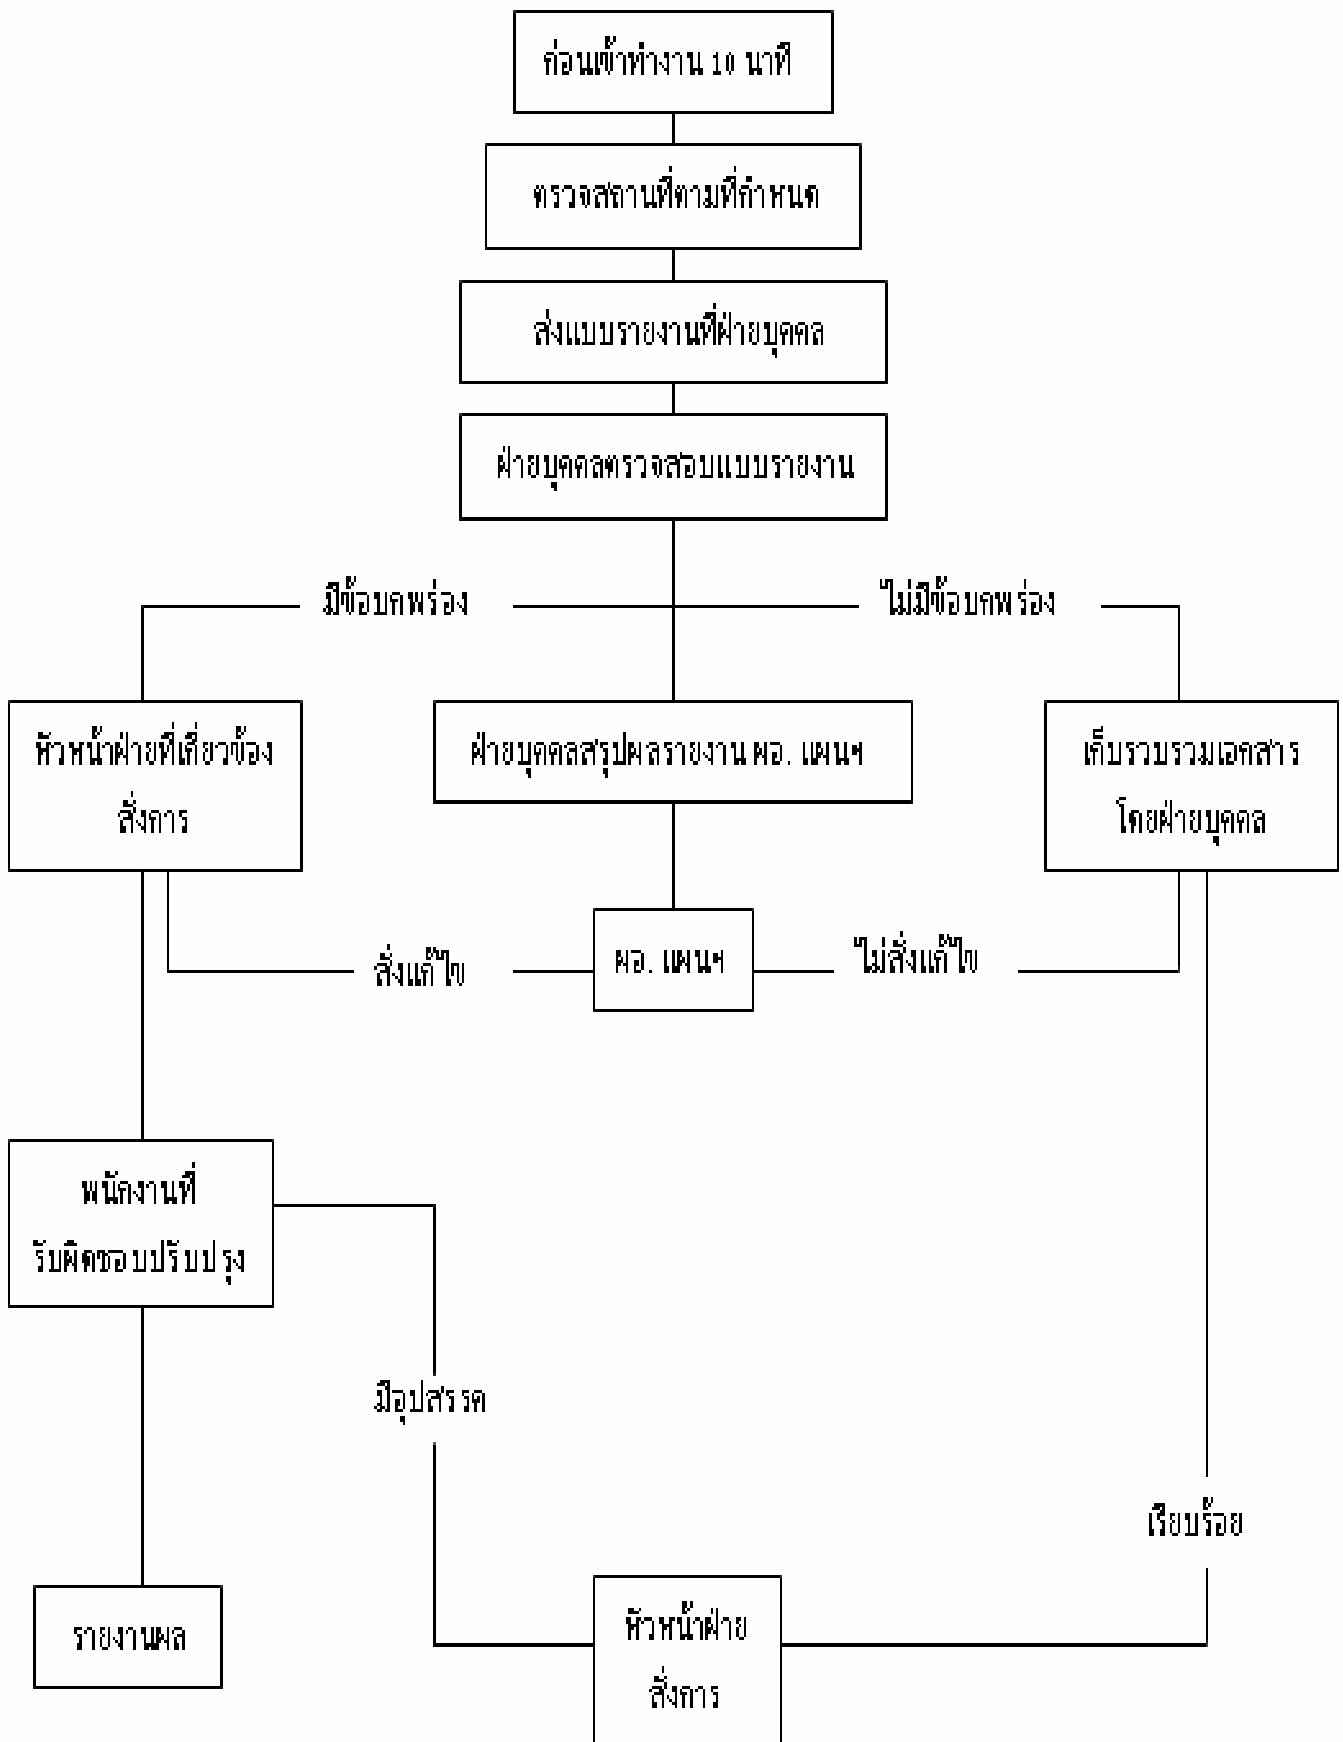 ก่อนเข้าทำงาน 10 นาที
ตรวจสถานที่ตามที่กำหนด
ส่งแบบรายงานที่ฝ่ายบุคคล
ฝ่ายบุคคลตรวจสอบแบบรายงาน
มีข้อบกพร่อง
ไม่มีข้อบกพร่อง
หัวหน้าฝ่ายที่เกี่ยวข้อง
สั่งการ
ฝ่ายบุคคลสรุปผลรายงาน ผอ. แผนฯ
เก็บรวบรวมเอกสาร
โดยฝ่ายบุคคล
สั่งแก้ไข
ผอ. แผนฯ
ไม่สั่งแก้ไข
พนักงานที่
รับผิดชอบปรับปรุง
มีอุปสรรค
เรียบร้อย
รายงานผล
หัวหน้าฝ่าย
สั่งการ